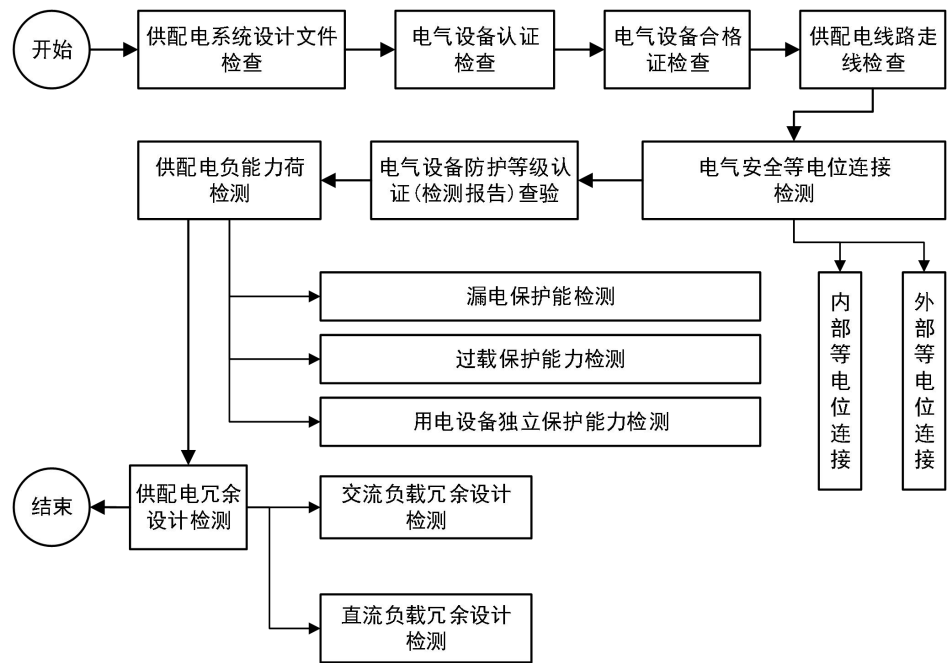 开始
供配电系统设计文件
检查
电气设备认证
检查
电气设备合格
证检查
供配电线路走
线检查
供配电负能力荷
检测
电气设备防护等级认
证(检测报告)查验
电气安全等电位连接
检测
漏电保护能检测
过载保护能力检测
用电设备独立保护能力检测
内部等电位连接
外部等电位连接
结束
供配电冗余
设计检测
交流负载冗余设计
检测
直流负载冗余设计
检测